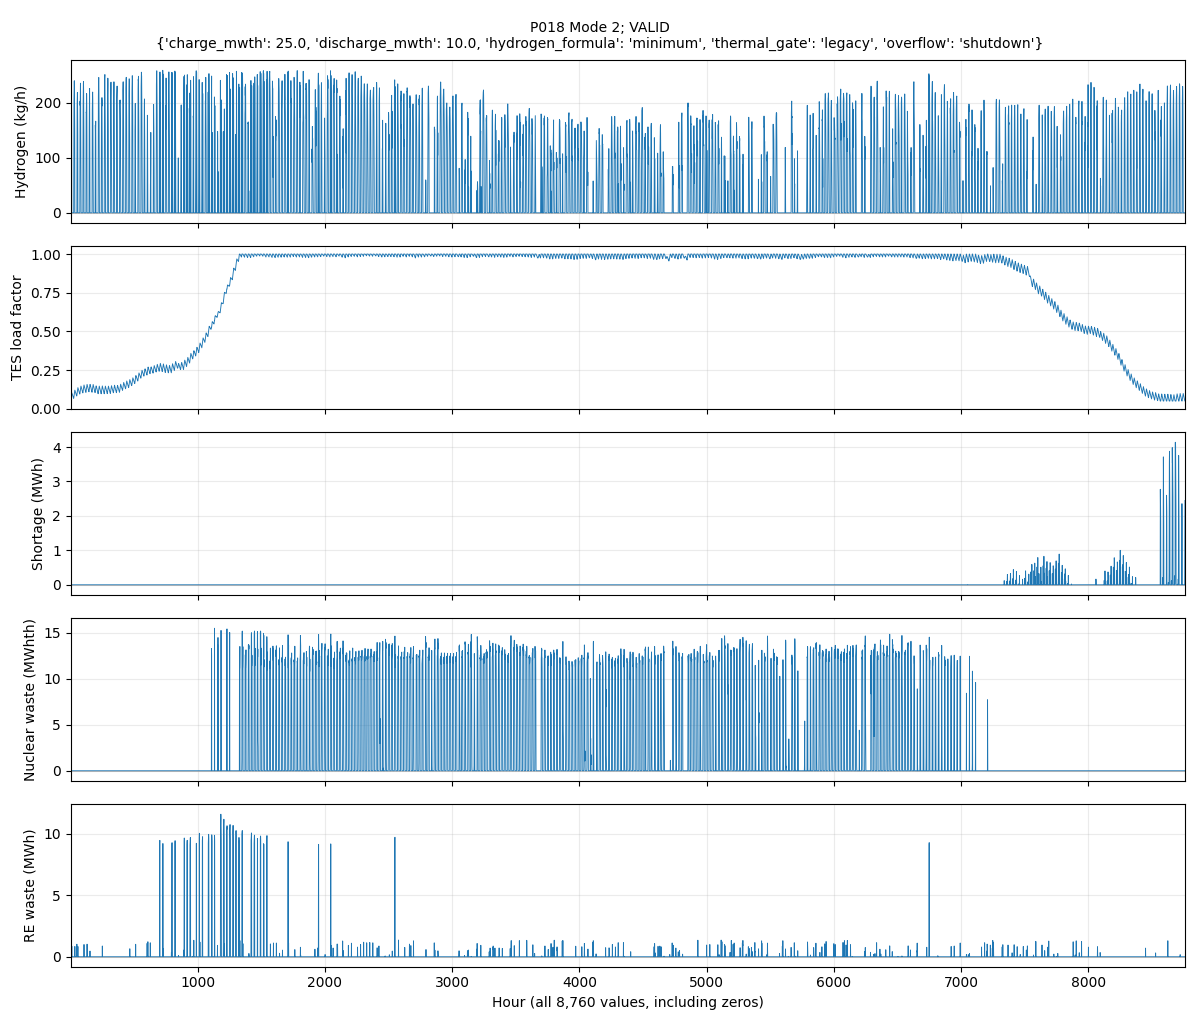 P018 Mode 2; VALID
{'charge_mwth': 25.0, 'discharge_mwth': 10.0, 'hydrogen_formula': 'minimum', 'thermal_gate': 'legacy', 'overflow': 'shutdown'}
Hydrogen (kg/h)
200
100
0
TES load factor
1.00
0.75
0.50
0.25
0.00
Shortage (MWh)
4
3
2
1
0
Nuclear waste (MWhth)
15
10
5
0
RE waste (MWh)
10
5
0
1000 2000 3000 4000 5000 6000 7000 8000
Hour (all 8,760 values, including zeros)